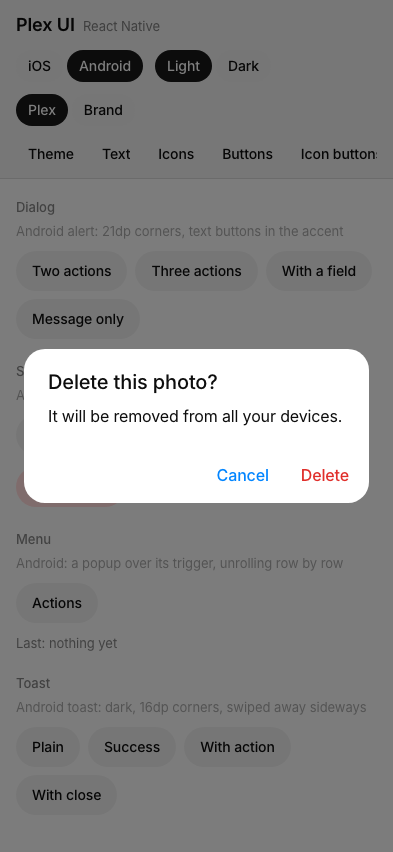 Plex UI React Native
iOS Android Light Dark
Plex Brand
Theme Text Icons Buttons Icon buttons
Dialog
Android alert: 21dp corners, text buttons in the accent
Two actions Three actions With a field
Message only
S
A
Delete this photo?
It will be removed from all your devices.
Cancel Delete
Menu
Android: a popup over its trigger, unrolling row by row
Actions
Last: nothing yet
Toast
Android toast: dark, 16dp corners, swiped away sideways
Plain Success With action
With close